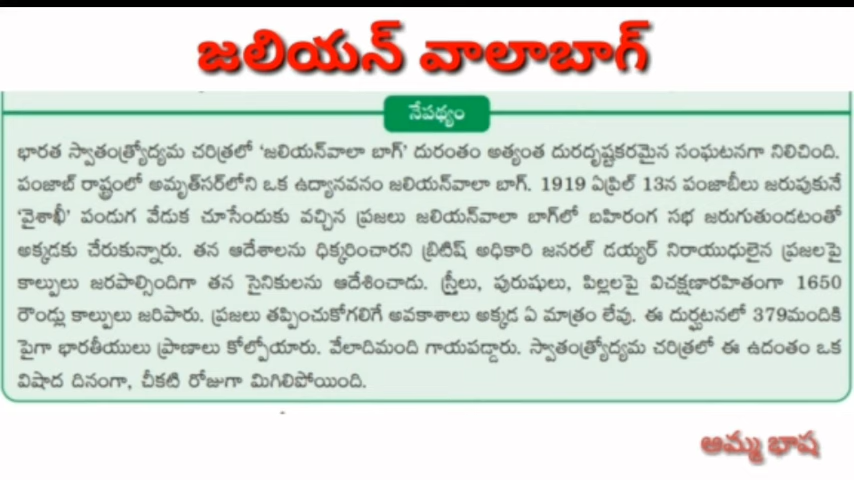 జలియన్ వాలాబాగ్
నేపథ్యం
భారత స్వాతంత్ర్యోద్యమ చరిత్రలో 'జలియన్‌వాలా బాగ్' దురంతం అత్యంత దురదృష్టకరమైన సంఘటనగా నిలిచింది.
పంజాబ్ రాష్ట్రంలో అమృత్‌సర్‌లోని ఒక ఉద్యానవనం జలియన్‌వాలా బాగ్. 1919 ఏప్రిల్ 13న పంజాబీలు జరుపుకునే
'వైశాఖీ' పండుగ వేడుక చూసేందుకు వచ్చిన ప్రజలు జలియన్‌వాలా బాగ్‌లో బహిరంగ సభ జరుగుతుండటంతో
అక్కడకు చేరుకున్నారు. తన ఆదేశాలను ధిక్కరించారని బ్రిటిష్ అధికారి జనరల్ డయ్యర్ నిరాయుధులైన ప్రజలపై
కాల్పులు జరపాల్సిందిగా తన సైనికులను ఆదేశించాడు. స్త్రీలు, పురుషులు, పిల్లలపై విచక్షణారహితంగా 1650
రౌండ్లు కాల్పులు జరిపారు. ప్రజలు తప్పించుకోగలిగే అవకాశాలు అక్కడ ఏ మాత్రం లేవు. ఈ దుర్ఘటనలో 379మందికి
పైగా భారతీయులు ప్రాణాలు కోల్పోయారు. వేలాదిమంది గాయపడ్డారు. స్వాతంత్ర్యోద్యమ చరిత్రలో ఈ ఉదంతం ఒక
విషాద దినంగా, చీకటి రోజుగా మిగిలిపోయింది.
అమ్మ భాష